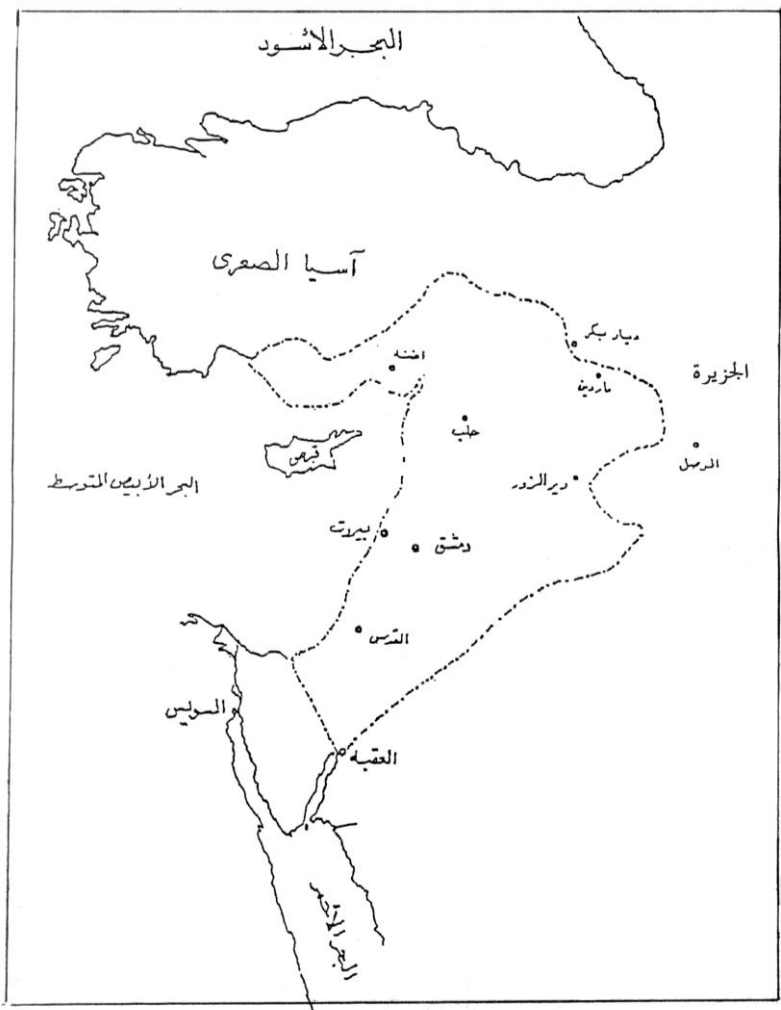 البحر الأسود
آسيا الصغرى
ديار بكر
اضنه
ماردين
الجزيرة
حلب
قبرص
الموصل
البحر الأبيض المتوسط
دير الزور
بيروت
دمشق
القدس
السويس
العقبه
البحر الأحمر